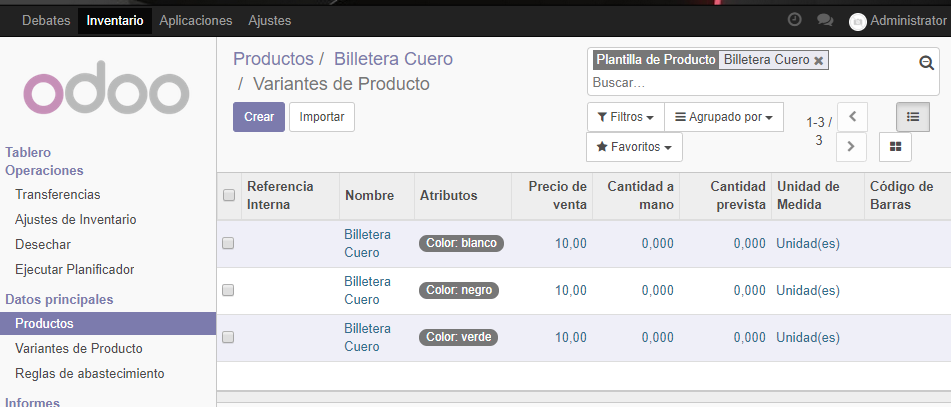 Debates Inventario Aplicaciones Ajustes Administrator
odoo
Tablero
Operaciones
Transferencias
Ajustes de Inventario
Desechar
Ejecutar Planificador
Datos principales
Productos
Variantes de Producto
Reglas de abastecimiento
Informes
Productos / Billetera Cuero
/ Variantes de Producto
Plantilla de Producto Billetera Cuero ×
Buscar...
Crear Importar
Filtros Agrupado por
Favoritos
1-3 /
3
Referencia Interna Nombre Atributos Precio de venta Cantidad a mano Cantidad prevista Unidad de Medida Código de Barras
Billetera Cuero Color: blanco 10,00 0,000 0,000 Unidad(es)
Billetera Cuero Color: negro 10,00 0,000 0,000 Unidad(es)
Billetera Cuero Color: verde 10,00 0,000 0,000 Unidad(es)